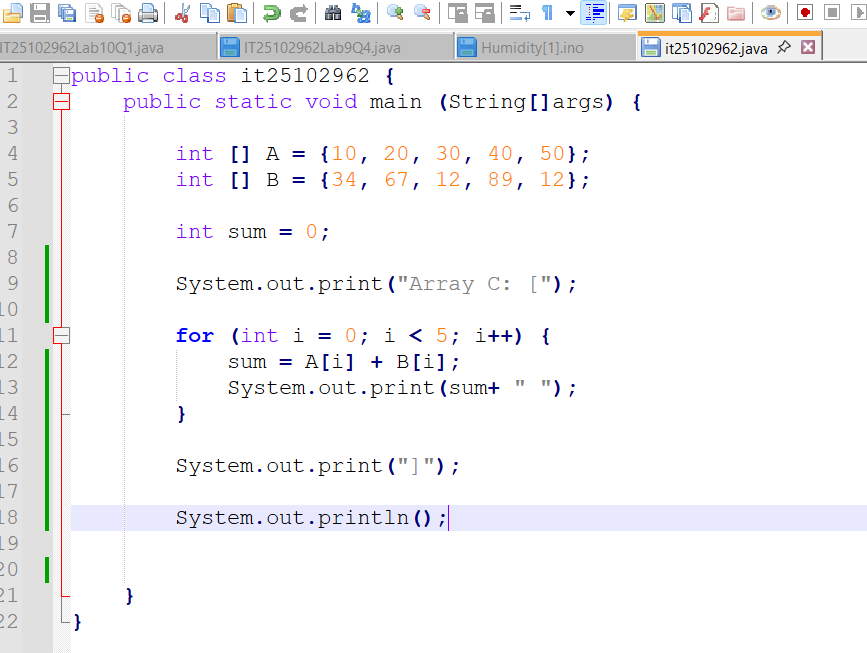 IT25102962Lab10Q1.java IT25102962Lab9Q4.java Humidity[1].ino it25102962.java
1 public class it25102962 {
2 public static void main (String[]args) {
3
4 int [] A = {10, 20, 30, 40, 50};
5 int [] B = {34, 67, 12, 89, 12};
6
7 int sum = 0;
8
9 System.out.print("Array C: [");
10
11 for (int i = 0; i < 5; i++) {
12 sum = A[i] + B[i];
13 System.out.print(sum+ " ");
14 }
15
16 System.out.print("]");
17
18 System.out.println();
19
20
21 }
22 }